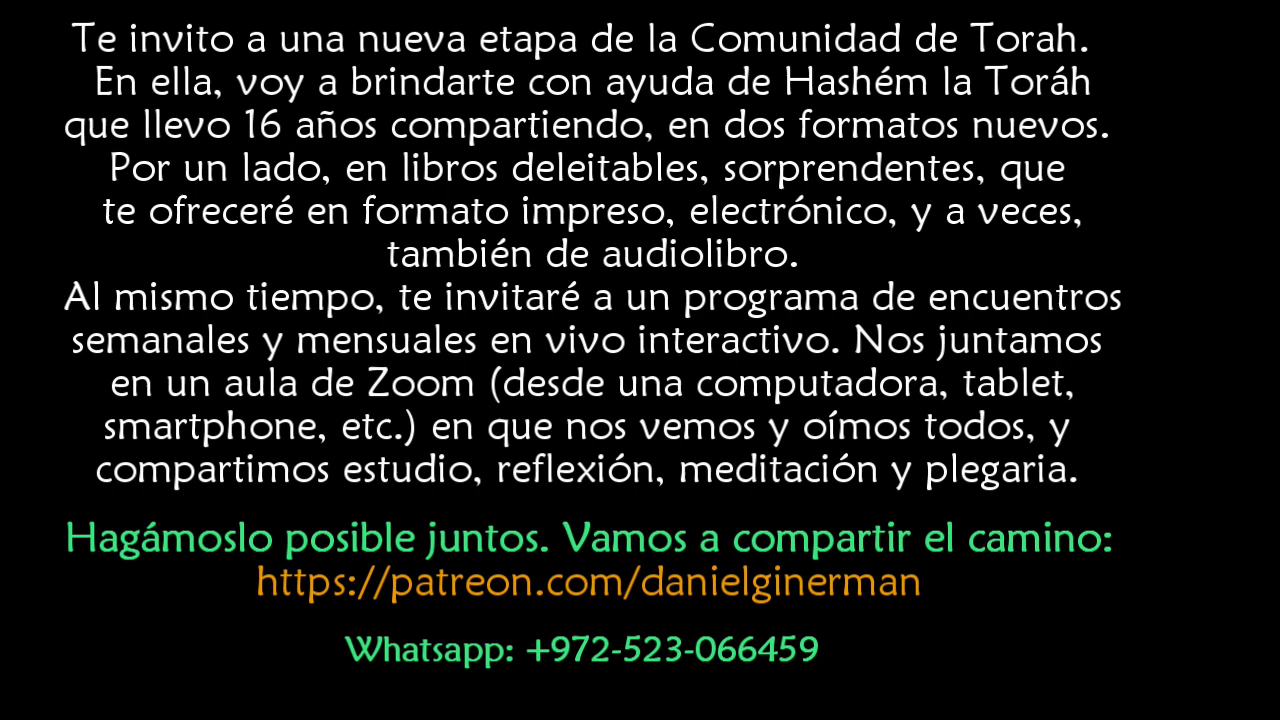 Te invito a una nueva etapa de la Comunidad de Torah.
En ella, voy a brindarte con ayuda de Hashém la Toráh
que llevo 16 años compartiendo, en dos formatos nuevos.
Por un lado, en libros deleitables, sorprendentes, que
te ofreceré en formato impreso, electrónico, y a veces,
también de audiolibro.
Al mismo tiempo, te invitaré a un programa de encuentros
semanales y mensuales en vivo interactivo. Nos juntamos
en un aula de Zoom (desde una computadora, tablet,
smartphone, etc.) en que nos vemos y oímos todos, y
compartimos estudio, reflexión, meditación y plegaria.
Hagámoslo posible juntos. Vamos a compartir el camino:
https://patreon.com/danielginerman
Whatsapp: +972-523-066459